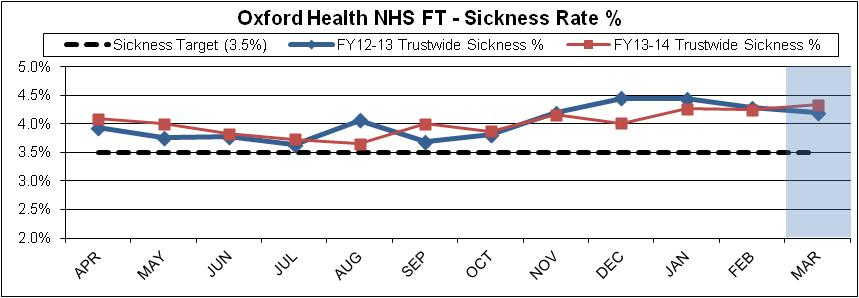 Oxford Health NHS FT - Sickness Rate %
Sickness Target (3.5%) FY12-13 Trustwide Sickness % FY13-14 Trustwide Sickness %
5.0%
4.5%
4.0%
3.5%
3.0%
2.5%
2.0%
APR MAY JUN JUL AUG SEP OCT NOV DEC JAN FEB MAR